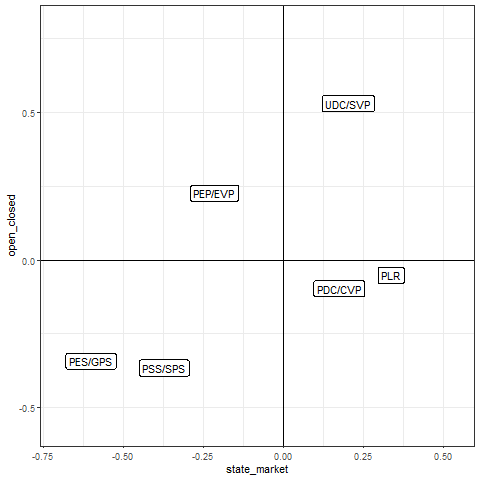 UDC/SVP
0.5
PEP/EVP
open_closed
0.0
PLR
PDC/CVP
PES/GPS
PSS/SPS
-0.5
-0.75 -0.50 -0.25 0.00 0.25 0.50
state_market